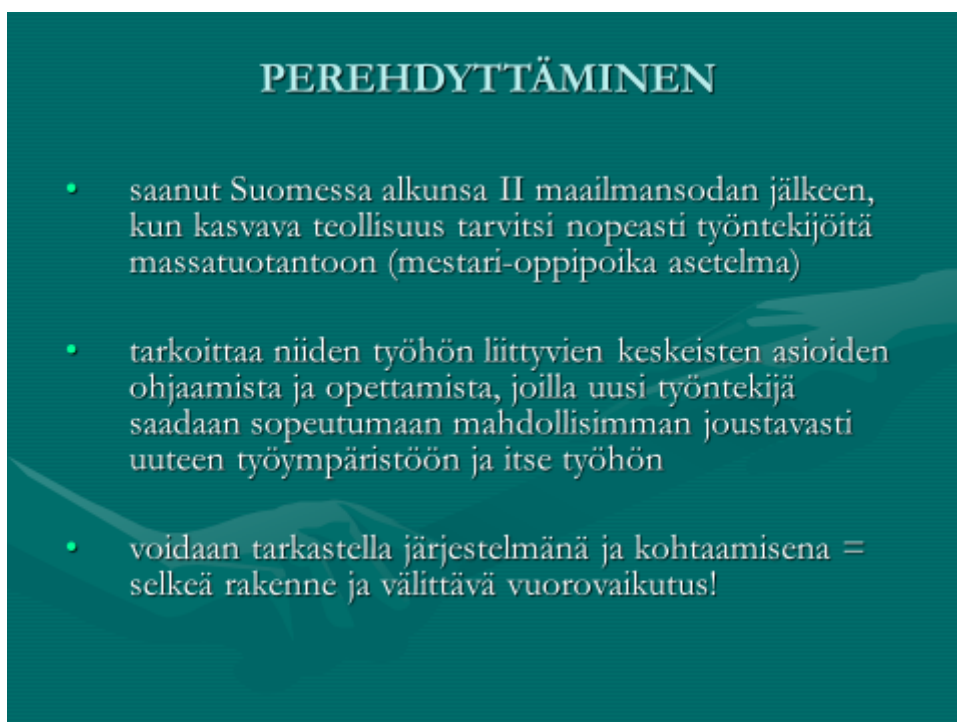 PEREHDYTTÄMINEN
• saanut Suomessa alkunsa II maailmansodan jälkeen,
kun kasvava teollisuus tarvitsi nopeasti työntekijöitä
massatuotantoon (mestari-oppipoika asetelma)
• tarkoittaa niiden työhön liittyvien keskeisten asioiden
ohjaamista ja opettamista, joilla uusi työntekijä
saadaan sopeutumaan mahdollisimman joustavasti
uuteen työympäristöön ja itse työhön
• voidaan tarkastella järjestelmänä ja kohtaamisena =
selkeä rakenne ja välittävä vuorovaikutus!